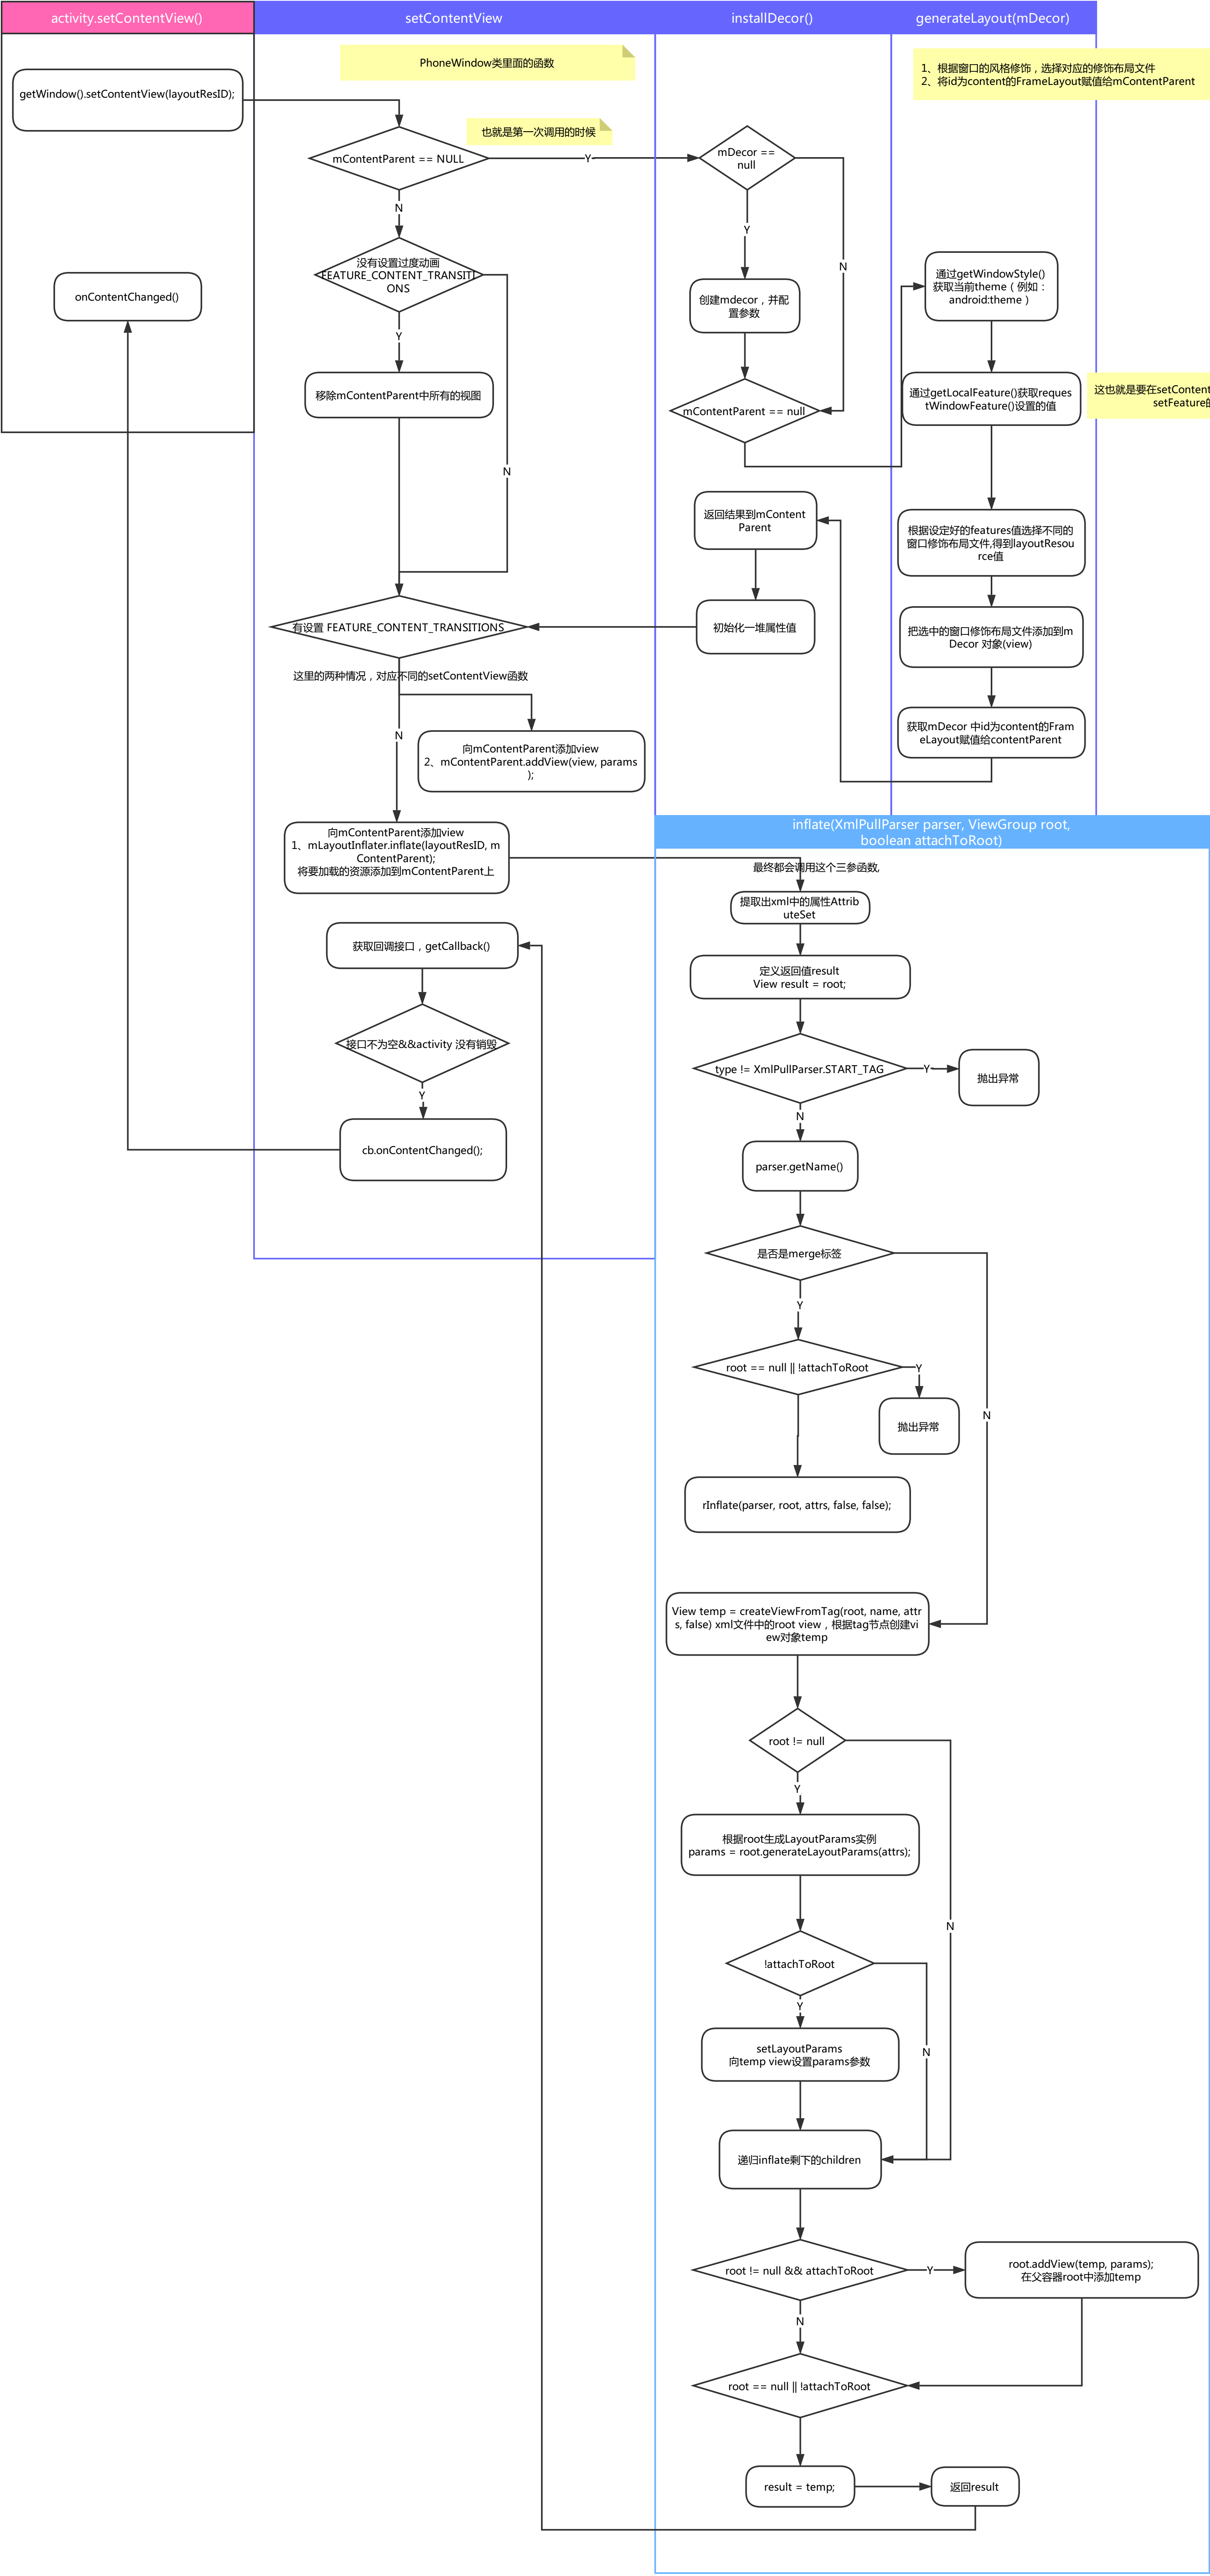 activity.setContentView()
setContentView
installDecor()
generateLayout(mDecor)
PhoneWindow类里面的函数
1、根据窗口的风格修饰，选择对应的修饰布局文件
2、将id为content的FrameLayout赋值给mContentParent
getWindow().setContentView(layoutResID);
也就是第一次调用的时候
mContentParent == NULL
Y
mDecor ==
null
N
Y
没有设置过度动画
FEATURE_CONTENT_TRANSITI
ONS
N
通过getWindowStyle()
获取当前theme（例如：
android:theme）
onContentChanged()
创建mdecor，并配
置参数
Y
移除mContentParent中所有的视图
mContentParent == null
通过getLocalFeature()获取reques
tWindowFeature()设置的值
这也就是要在setContent
setFeature的
N
返回结果到mContent
Parent
根据设定好的features值选择不同的
窗口修饰布局文件,得到layoutResou
rce值
有设置 FEATURE_CONTENT_TRANSITIONS
初始化一堆属性值
把选中的窗口修饰布局文件添加到m
Decor 对象(view)
这里的两种情况，对应不同的setContentView函数
N
向mContentParent添加view
2、mContentParent.addView(view, params
);
获取mDecor 中id为content的Fram
eLayout赋值给contentParent
向mContentParent添加view
1、mLayoutInflater.inflate(layoutResID, m
ContentParent);
将要加载的资源添加到mContentParent上
inflate(XmlPullParser parser, ViewGroup root,
boolean attachToRoot)
最终都会调用这个三参函数,
提取出xml中的属性Attrib
uteSet
获取回调接口，getCallback()
定义返回值result
View result = root;
接口不为空&&activity 没有销毁
type != XmlPullParser.START_TAG
Y
抛出异常
Y
N
cb.onContentChanged();
parser.getName()
是否是merge标签
Y
root == null || !attachToRoot
Y
抛出异常
N
rInflate(parser, root, attrs, false, false);
View temp = createViewFromTag(root, name, attr
s, false) xml文件中的root view，根据tag节点创建vi
ew对象temp
root != null
Y
根据root生成LayoutParams实例
params = root.generateLayoutParams(attrs);
N
!attachToRoot
Y
setLayoutParams
向temp view设置params参数
N
递归inflate剩下的children
root != null && attachToRoot
Y
root.addView(temp, params);
在父容器root中添加temp
N
root == null || !attachToRoot
result = temp;
返回result